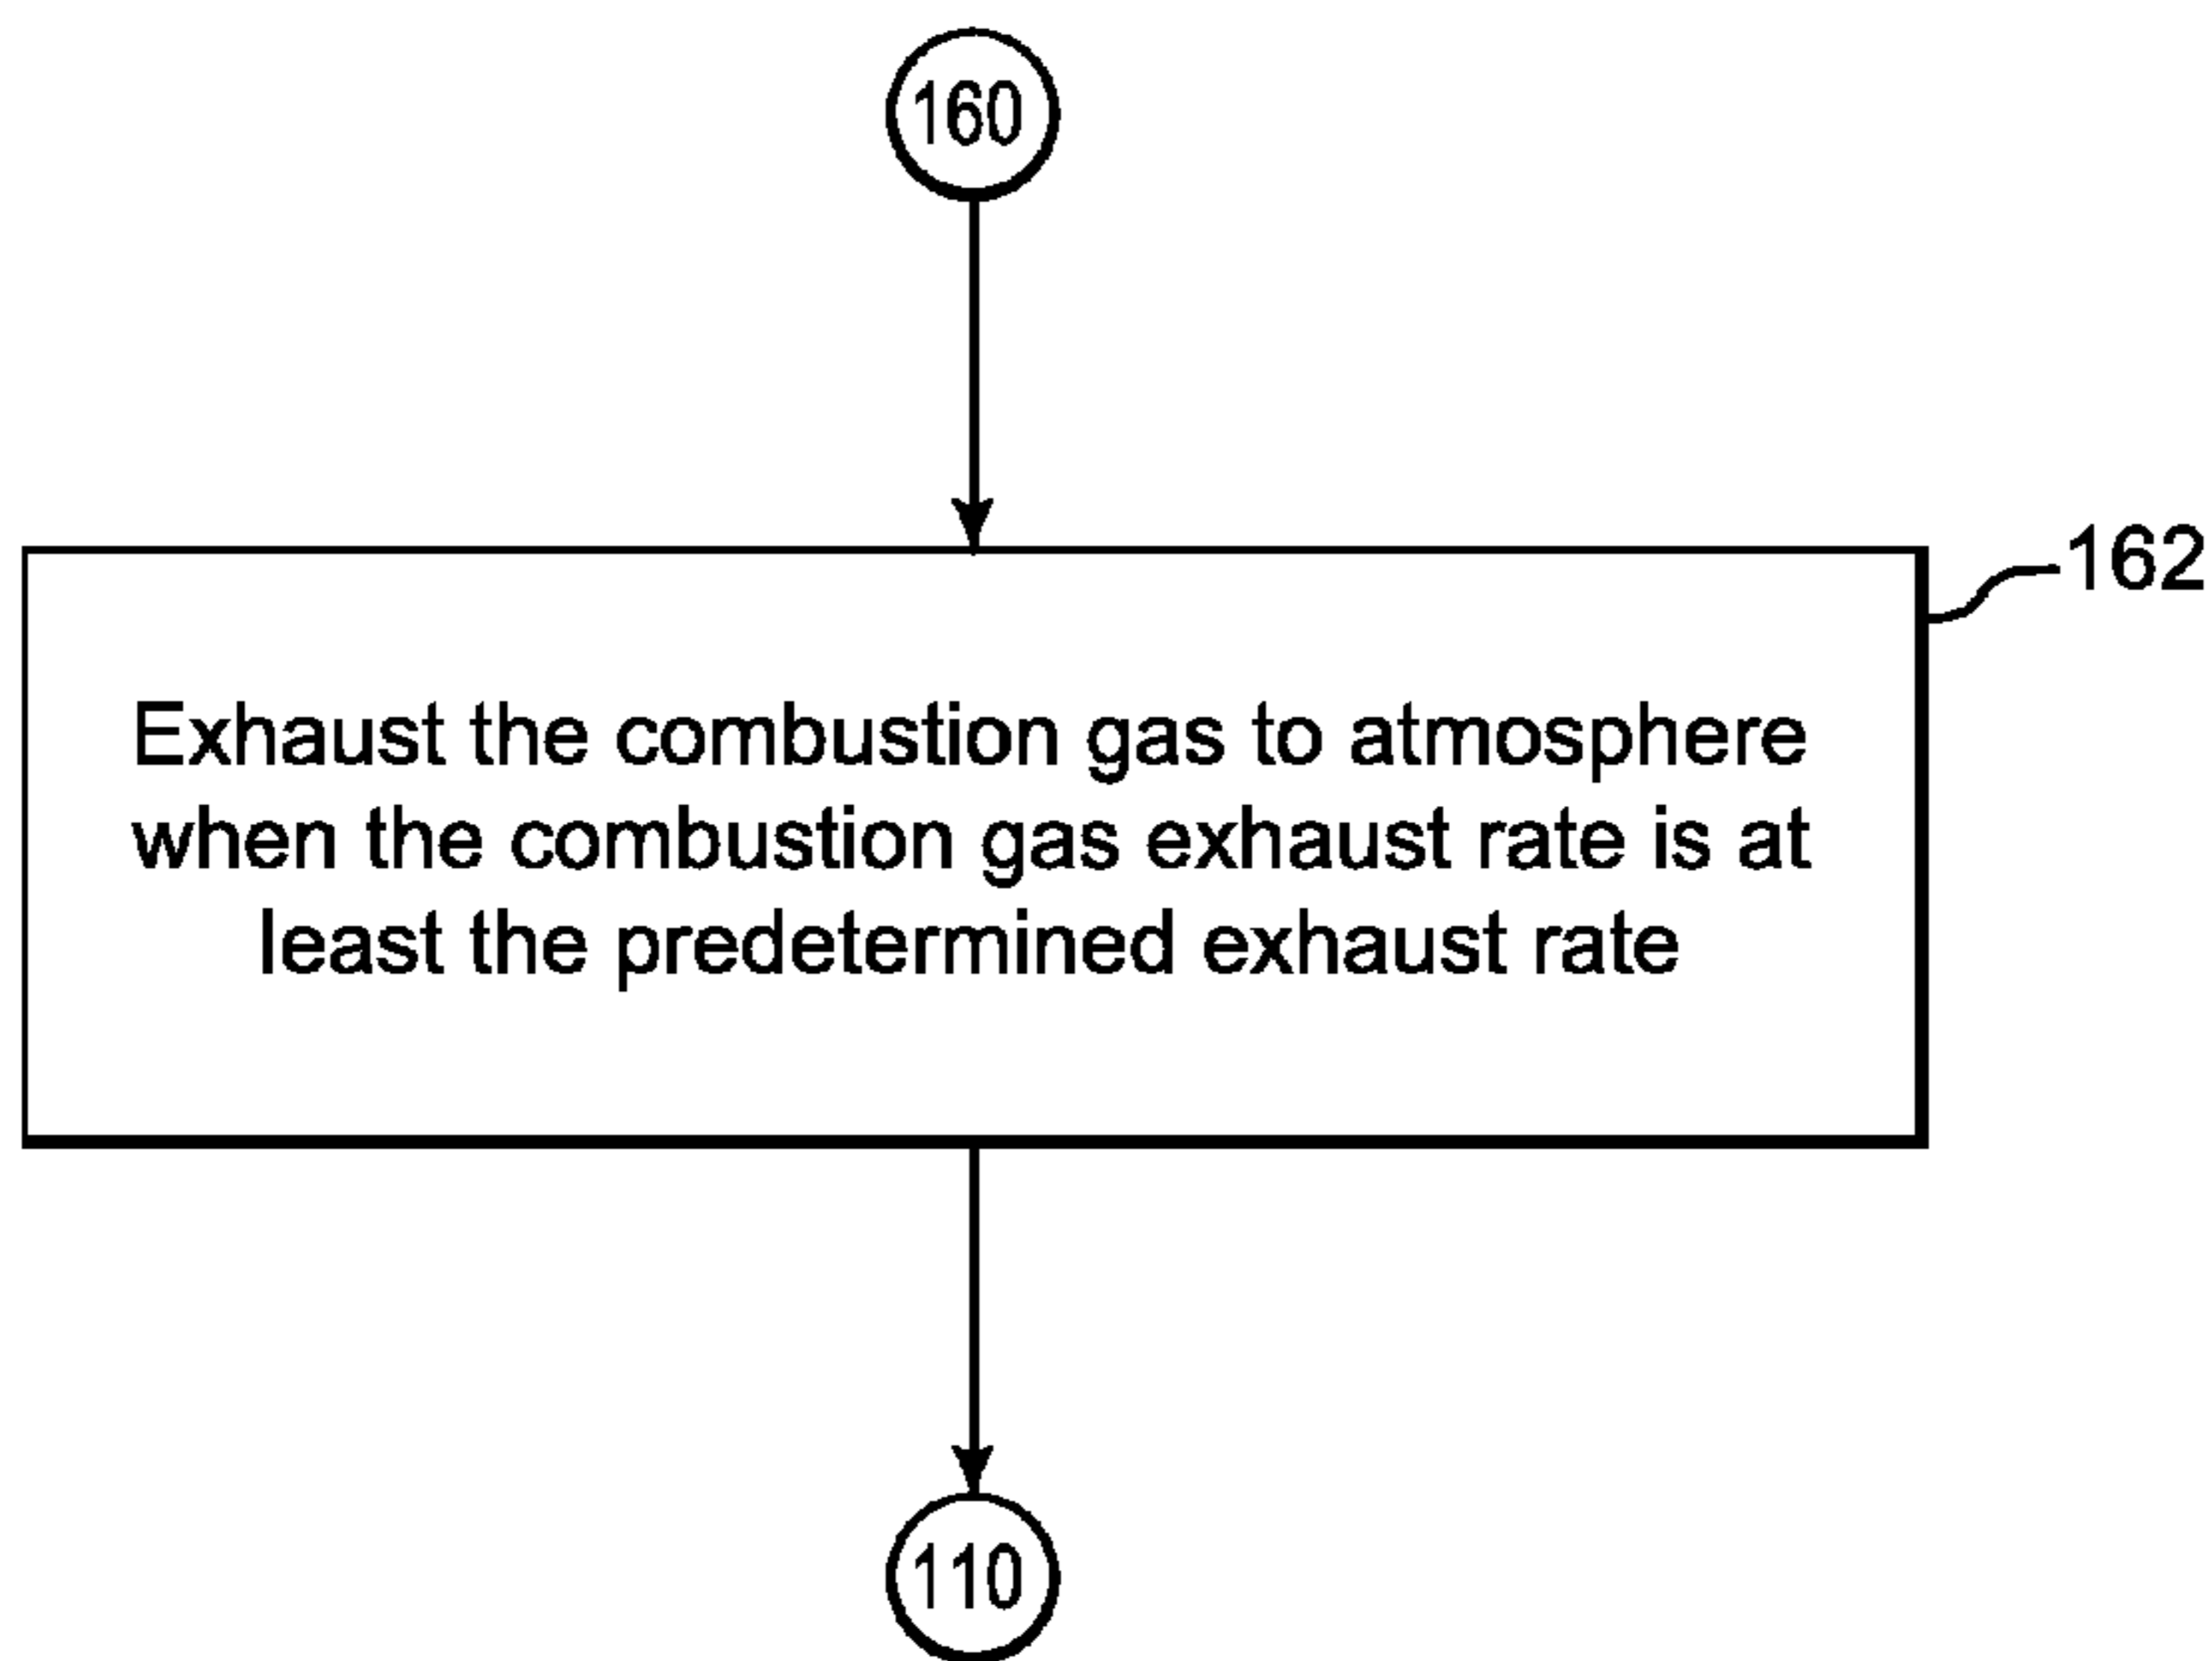 160
162
Exhaust the combustion gas to atmosphere
when the combustion gas exhaust rate is at
least the predetermined exhaust rate
110